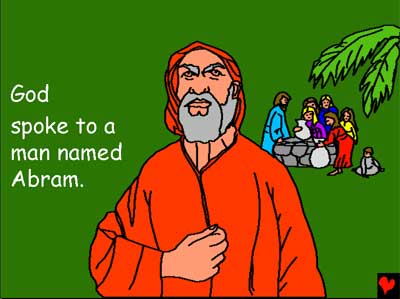 God
spoke to a
man named
Abram.